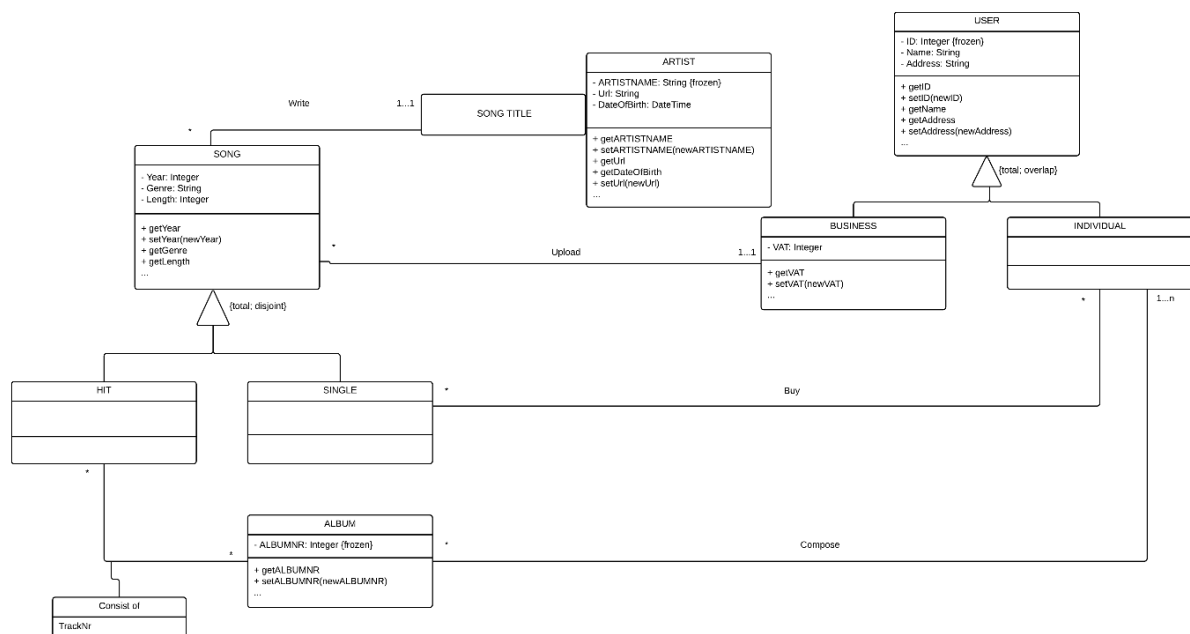 USER
- ID: Integer {frozen}
- Name: String
- Address: String
+ getID
+ setID(newID)
+ getName
+ getAddress
+ setAddress(newAddress)
...
{total; overlap}
ARTIST
- ARTISTNAME: String {frozen}
- Url: String
- DateOfBirth: DateTime
+ getARTISTNAME
+ setARTISTNAME(newARTISTNAME)
+ getUrl
+ getDateOfBirth
+ setUrl(newUrl)
...
SONG TITLE
Write
1...1
*
SONG
- Year: Integer
- Genre: String
- Length: Integer
+ getYear
+ setYear(newYear)
+ getGenre
+ getLength
...
{total; disjoint}
*
Upload
1...1
BUSINESS
- VAT: Integer
+ getVAT
+ setVAT(newVAT)
...
INDIVIDUAL
*
1...n
HIT
*
SINGLE
*
Buy
ALBUM
- ALBUMNR: Integer {frozen}
+ getALBUMNR
+ setALBUMNR(newALBUMNR)
...
*
*
Compose
Consist of
TrackNr